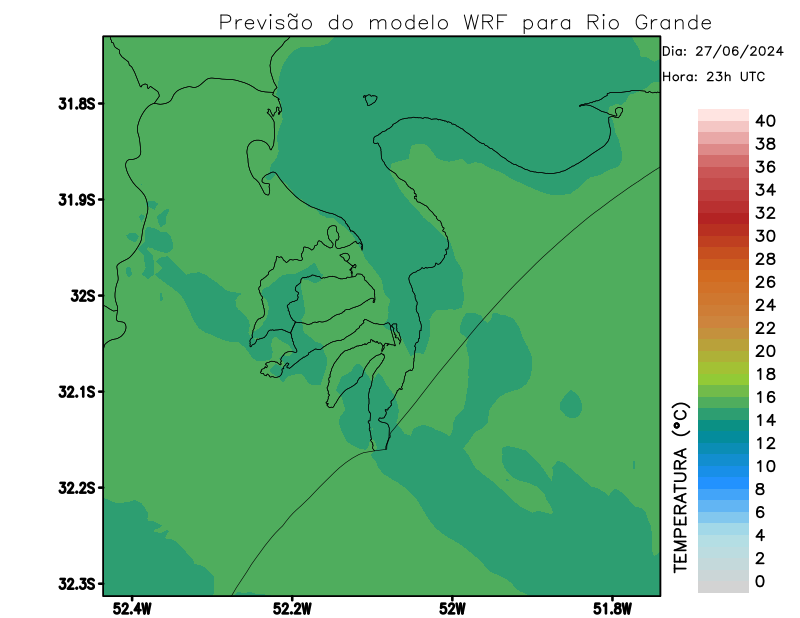 Previsão do modelo WRF para Rio Grande
Dia: 27/06/2024
Hora: 23h UTC
31.8S
31.9S
32S
32.1S
32.2S
32.3S
52.4W
52.2W
52W
51.8W
40
38
36
34
32
30
28
26
24
22
20
18
16
14
12
10
8
6
4
2
0
TEMPERATURA (°C)